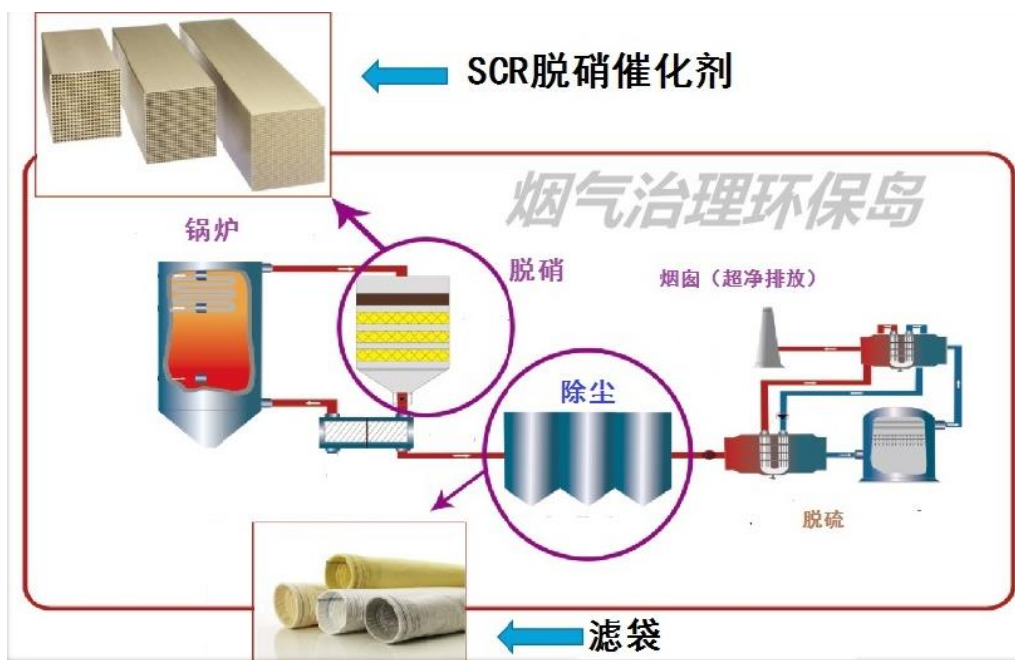 SCR脱硝催化剂
烟气治理环保岛
锅炉
脱硝
烟囱（超净排放）
除尘
脱硫
滤袋